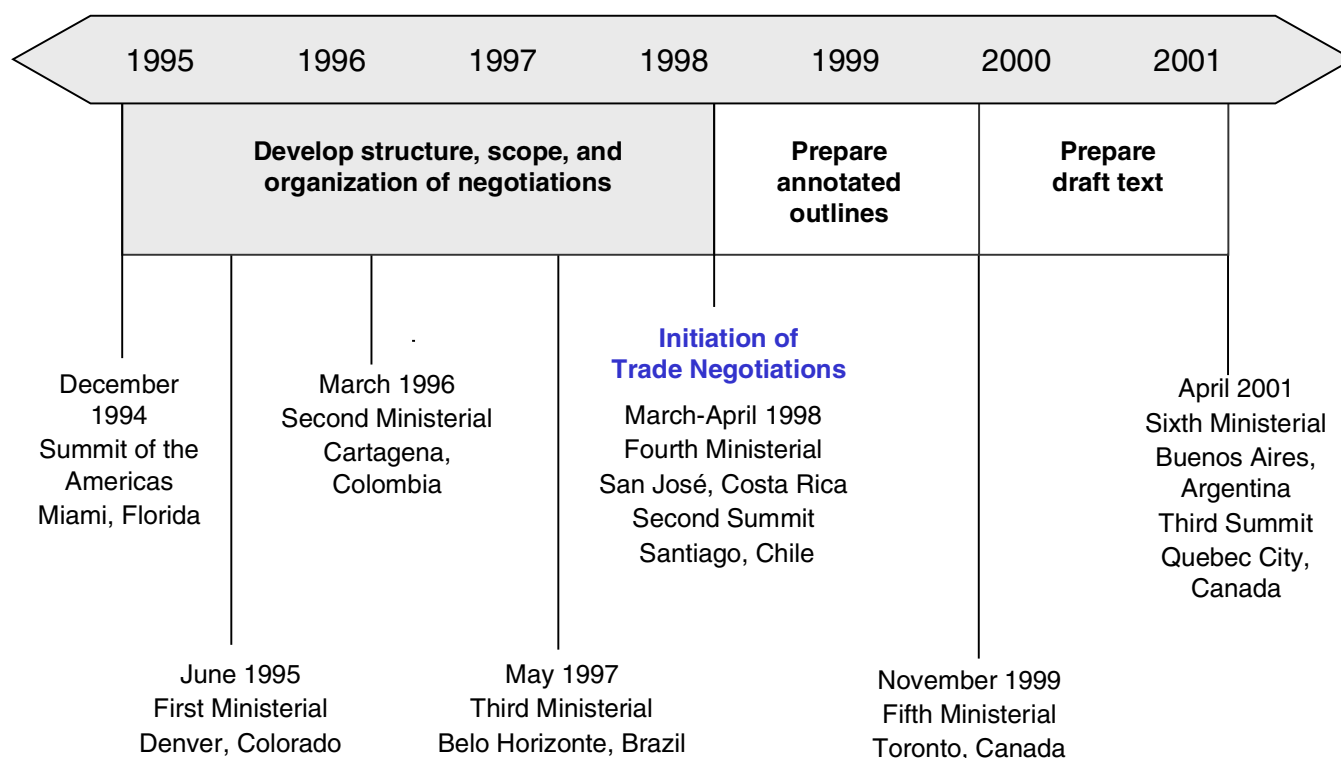 1995 1996 1997 1998 1999 2000 2001
Develop structure, scope, and
organization of negotiations
Prepare
annotated
outlines
Prepare
draft text
December
1994
Summit of the
Americas
Miami, Florida
June 1995
First Ministerial
Denver, Colorado
March 1996
Second Ministerial
Cartagena,
Colombia
May 1997
Third Ministerial
Belo Horizonte, Brazil
Initiation of
Trade Negotiations
March-April 1998
Fourth Ministerial
San José, Costa Rica
Second Summit
Santiago, Chile
November 1999
Fifth Ministerial
Toronto, Canada
April 2001
Sixth Ministerial
Buenos Aires,
Argentina
Third Summit
Quebec City,
Canada